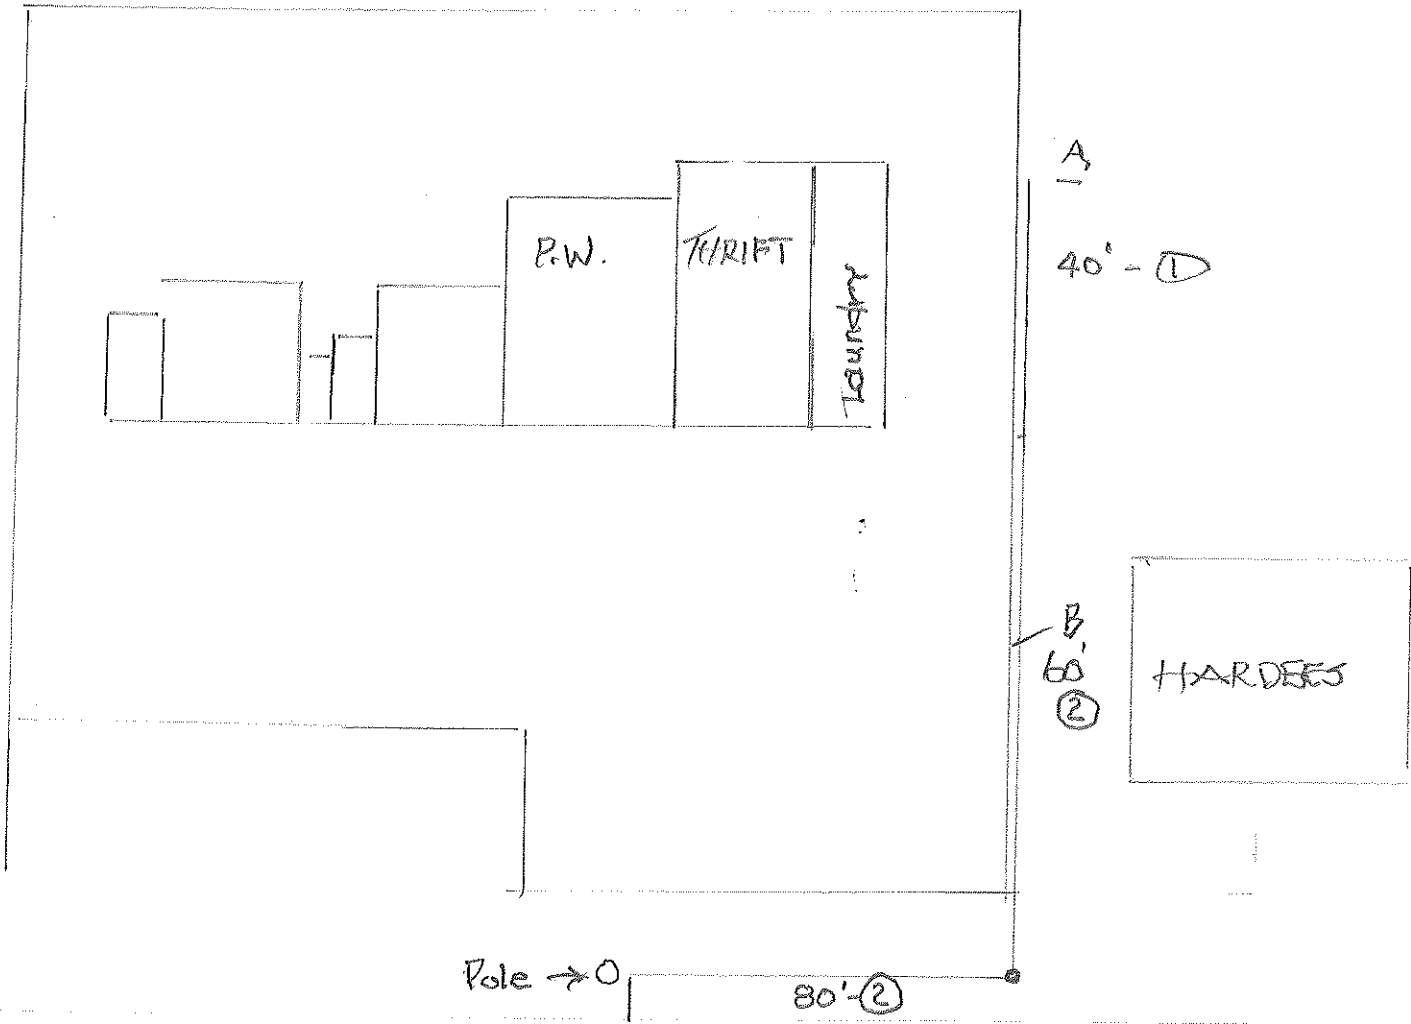 A
40' - ①
P.W.
THRIFT
Laundry
B
60'
②
HARDEES
Pole → O
80' - ②